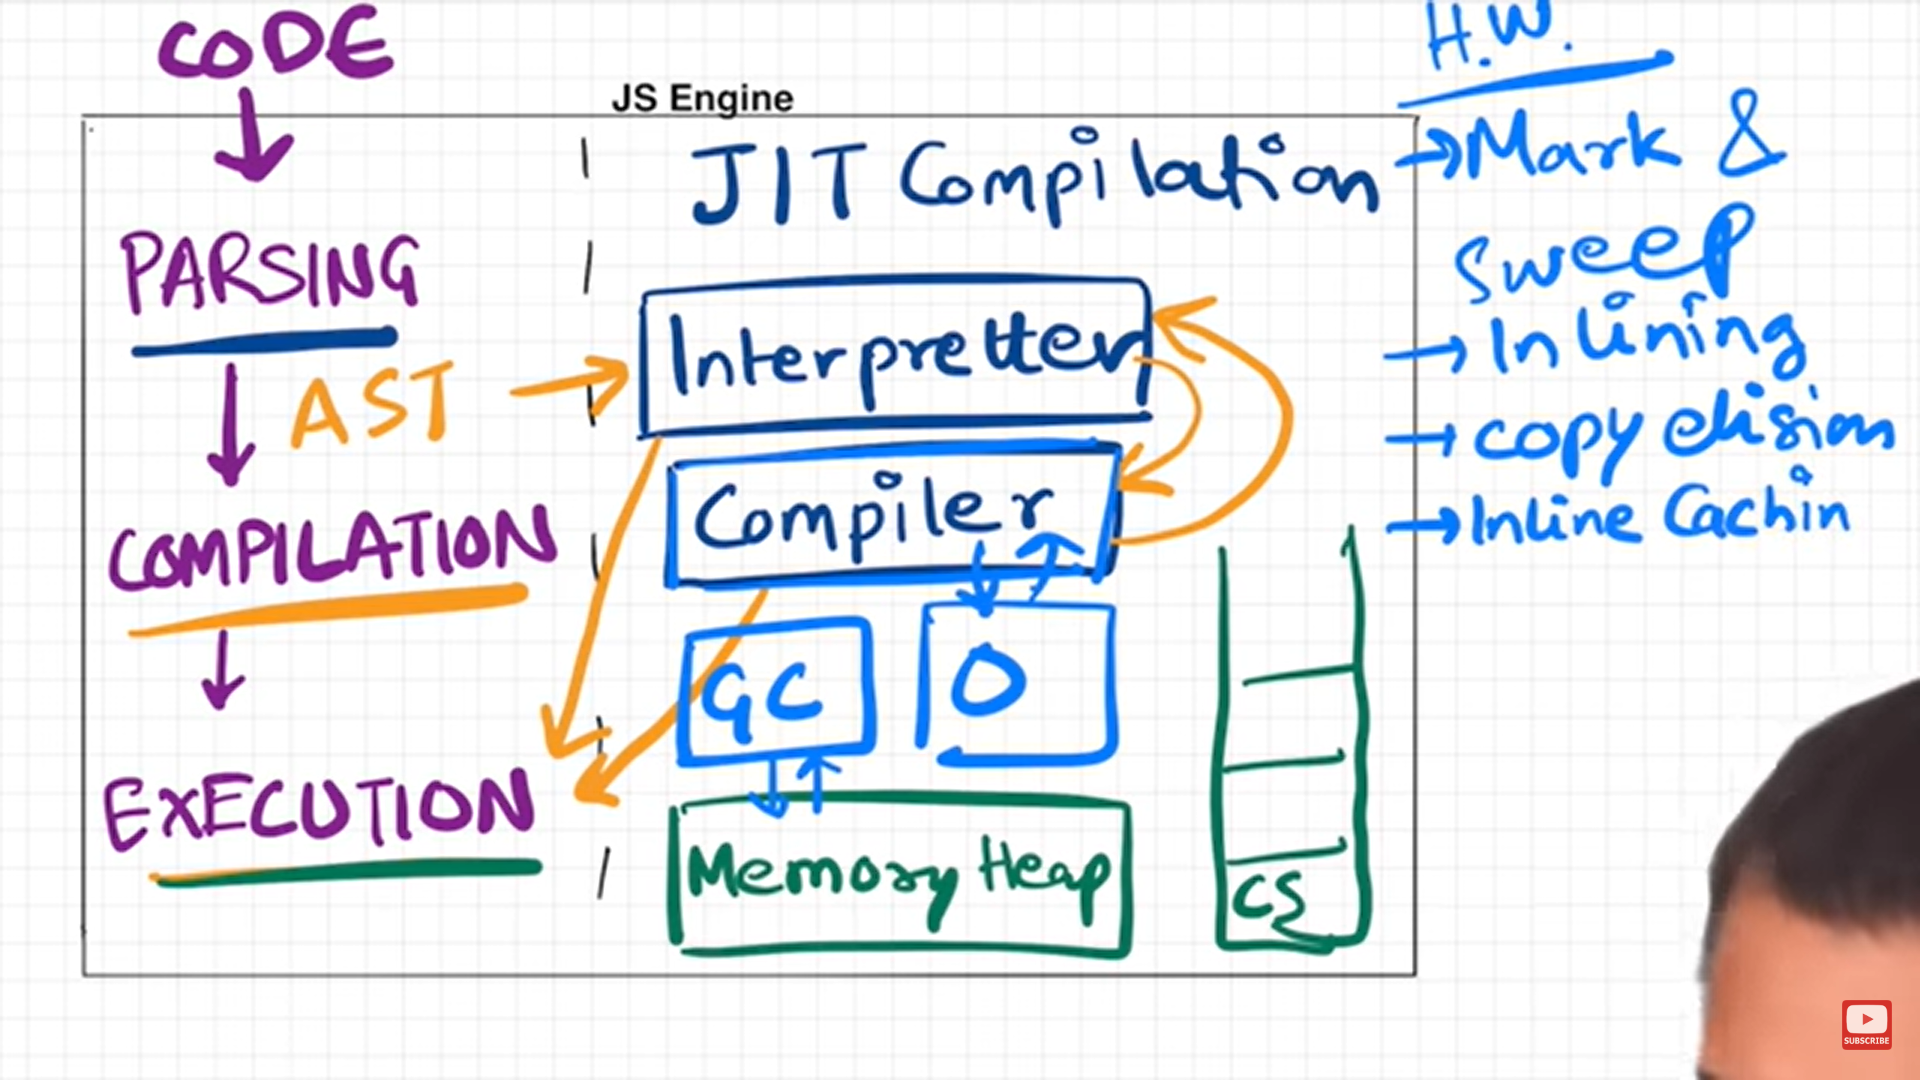 CODE
H.W.
JS Engine
JIT Compilation
→ Mark &
Sweep
PARSING
Interpretter
→ Inlining
AST
→ copy elision
Compiler
→ Inline Cachin
COMPILATION
GC
O
EXECUTION
Memory Heap
CS
SUBSCRIBE